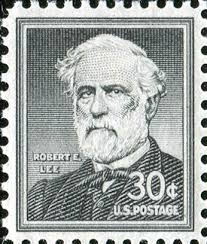 ROBERT E.
LEE
30¢
U.S. POSTAGE